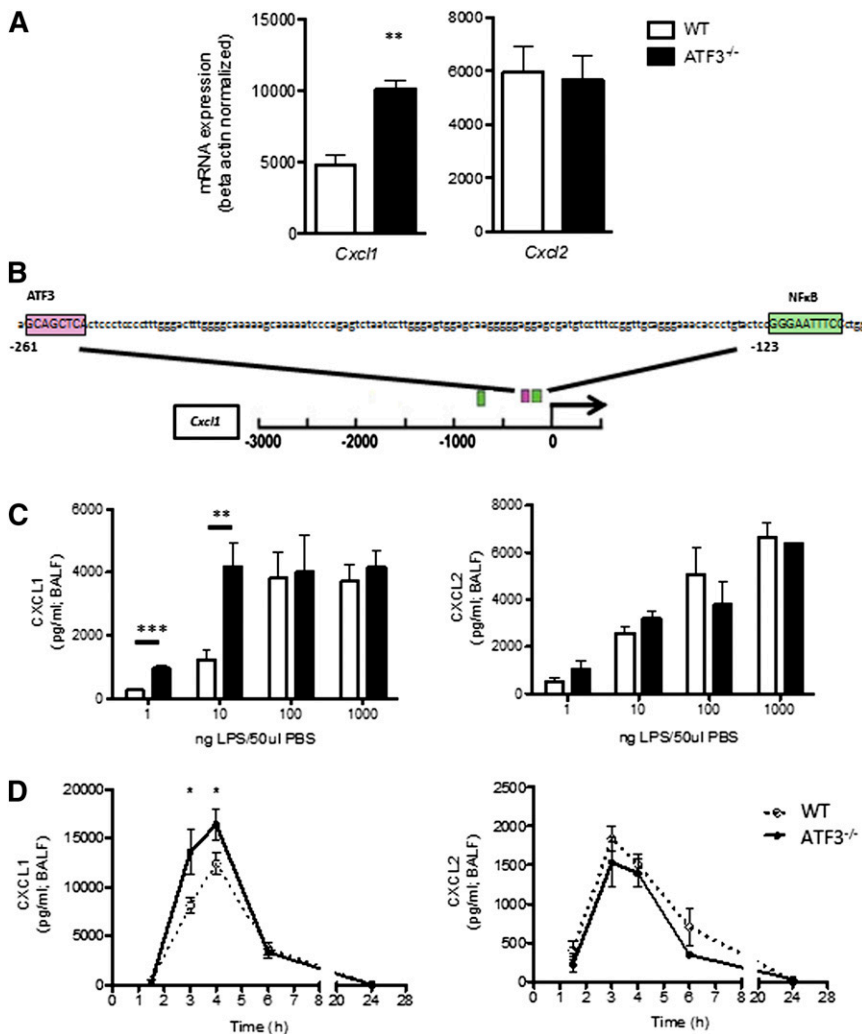 A
WT
ATF3-/-
**
mRNA expression
(beta actin normalized)
15000
10000
5000
0
Cxcl1
8000
6000
4000
2000
0
Cxcl2
B
ATF3
NFκB
GCAGCTCA
GGGAATTTCC
-261
-123
Cxcl1
-3000
-2000
-1000
0
C
CXCL1
(pg/ml; BALF)
6000
4000
2000
0
***
**
1
10
100
1000
ng LPS/50ul PBS
CXCL2
(pg/ml; BALF)
8000
6000
4000
2000
0
1
10
100
1000
ng LPS/50ul PBS
D
CXCL1
(pg/ml; BALF)
20000
15000
10000
5000
0
* *
0 1 2 3 4 5 6 7 8 20 24 28
Time (h)
CXCL2
(pg/ml; BALF)
2500
2000
1500
1000
500
0
0 1 2 3 4 5 6 7 8 20 24 28
Time (h)
WT
ATF3-/-